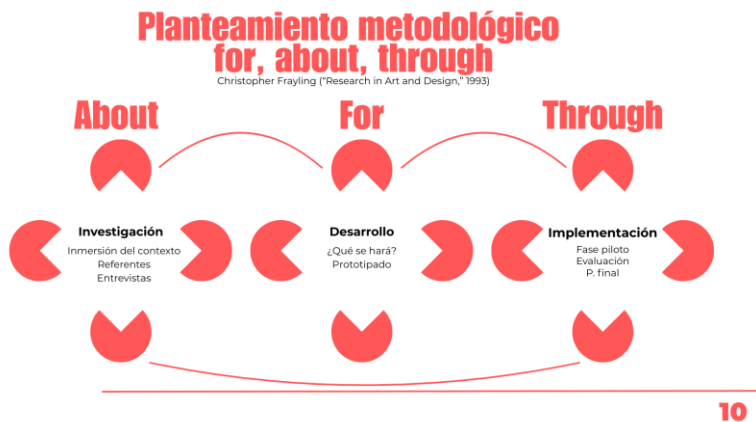 Planteamiento metodológico
for, about, through
Christopher Frayling ("Research in Art and Design," 1993)
About
For
Through
Investigación
Inmersión del contexto
Referentes
Entrevistas
Desarrollo
¿Qué se hará?
Prototipado
Implementación
Fase piloto
Evaluación
P. final
10